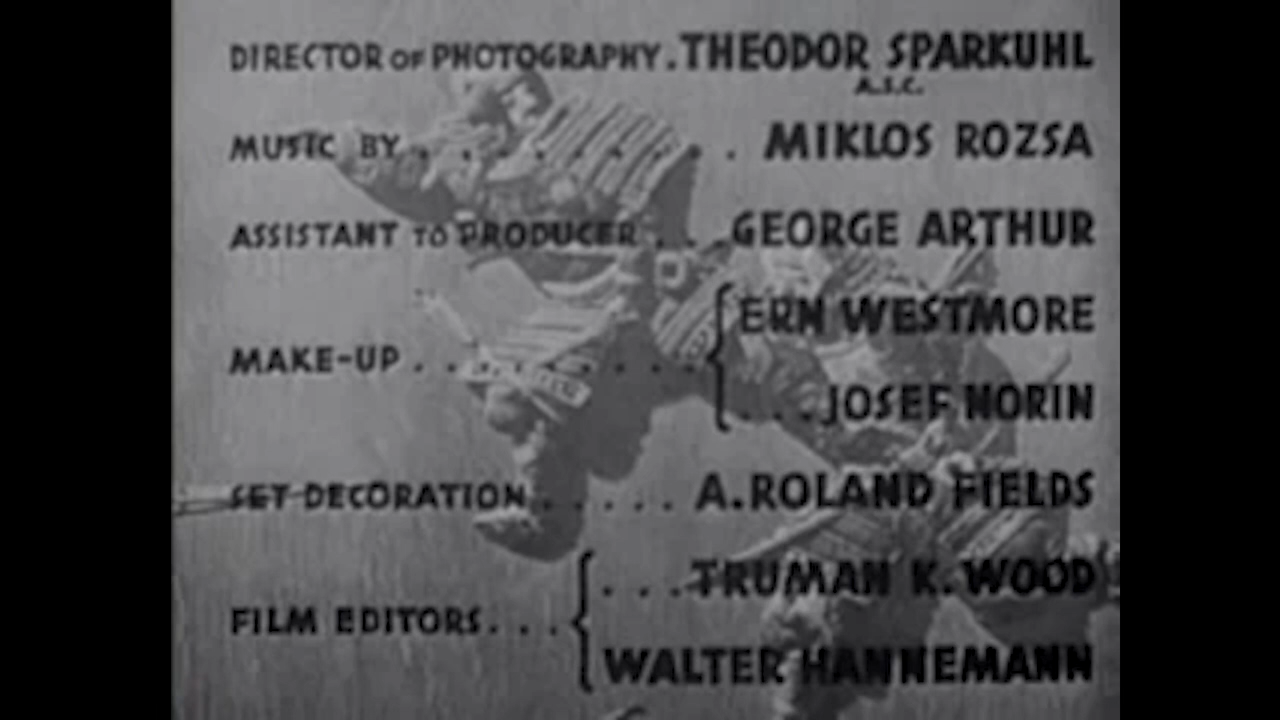 DIRECTOR OF PHOTOGRAPHY. THEODOR SPARKUHL
A.S.C.
MUSIC BY . . . . . . . . MIKLOS ROZSA
ASSISTANT TO PRODUCER . . . GEORGE ARTHUR
ERN WESTMORE
MAKE-UP . . . . . . . . .
. . . JOSEF NORIN
SET DECORATION . . . . . A. ROLAND FIELDS
. . . TRUMAN K. WOOD
FILM EDITORS. . .
WALTER HANNEMANN